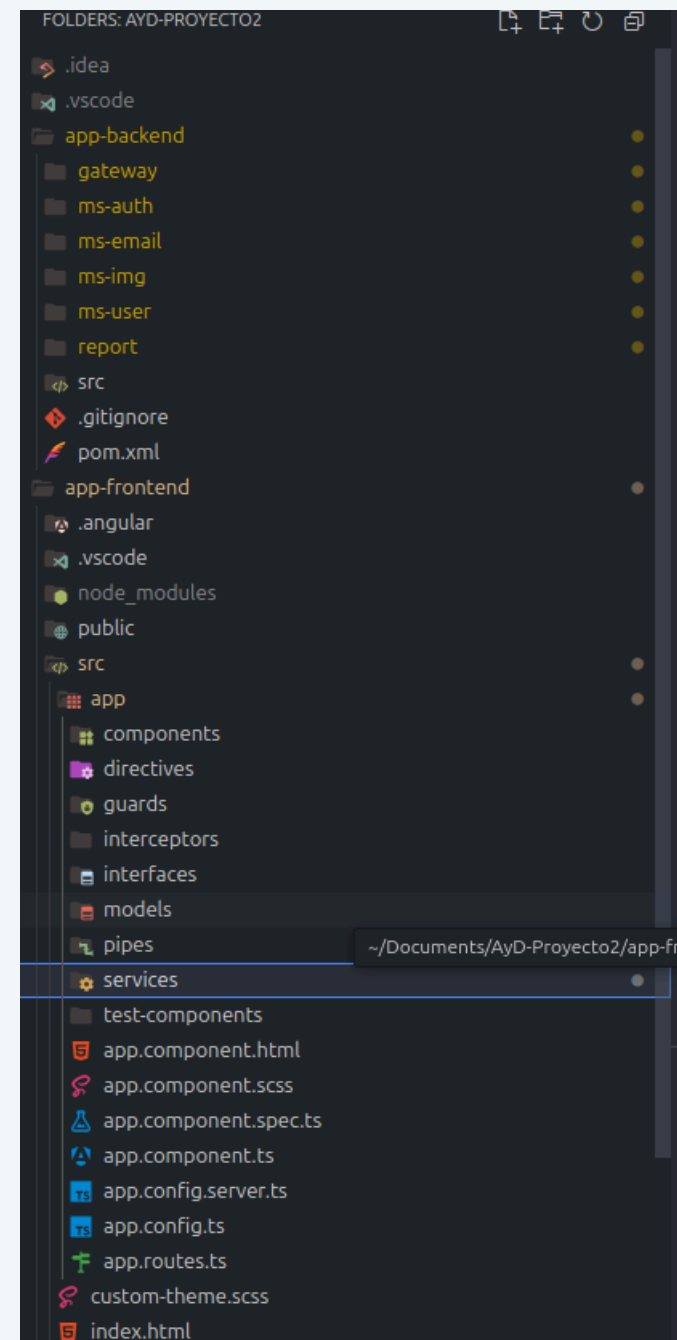 FOLDERS: AYD-PROYECTO2
.idea
.vscode
app-backend
gateway
ms-auth
ms-email
ms-img
ms-user
report
src
.gitignore
pom.xml
app-frontend
.angular
.vscode
node_modules
public
src
app
components
directives
guards
interceptors
interfaces
models
pipes
~/Documents/AyD-Proyecto2/app-fr
services
test-components
app.component.html
app.component.scss
app.component.spec.ts
app.component.ts
app.config.server.ts
app.config.ts
app.routes.ts
custom-theme.scss
index.html